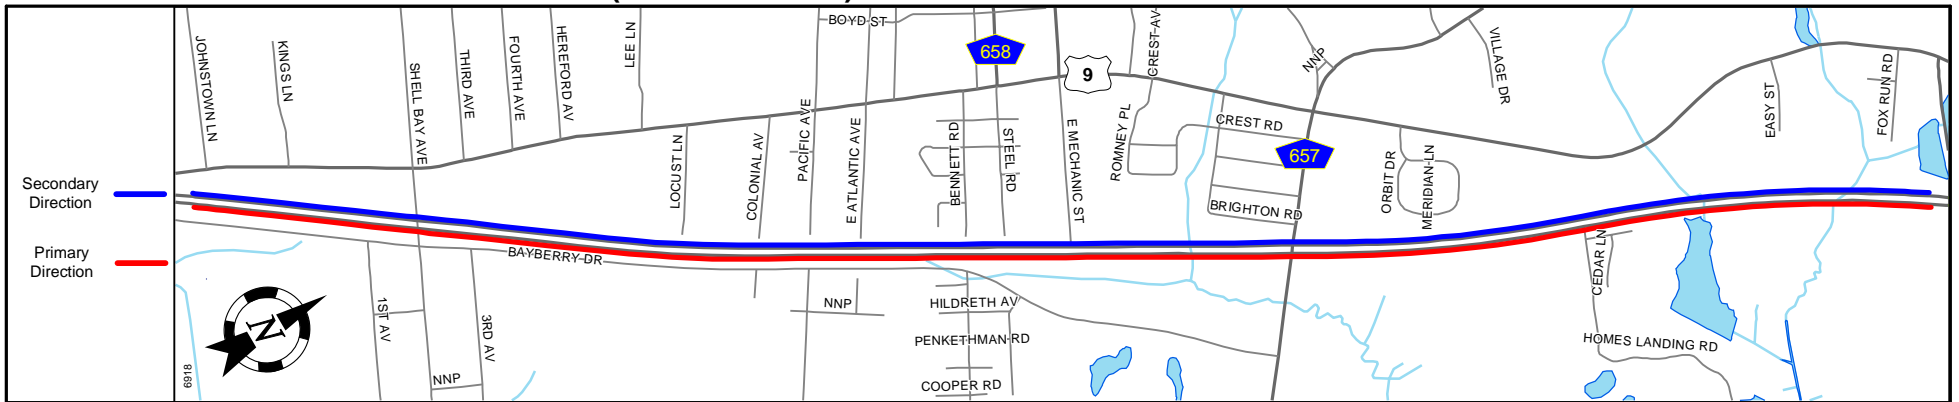 BOYD ST
JOHNSTOWN LN
KINGS LN
SHELL BAY AVE
THIRD AVE
FOURTH AVE
HEREFORD AV
LEE LN
658
9
CREST AV
NNP
VILLAGE DR
EASY ST
FOX RUN RD
LOCUST LN
COLONIAL AV
PACIFIC AVE
E ATLANTIC AVE
BENNETT RD
STEEL RD
E MECHANIC ST
ROMNEY PL
CREST RD
657
ORBIT DR
MERIDIAN LN
BRIGHTON RD
Secondary
Direction
Primary
Direction
BAYBERRY DR
CEDAR LN
N
1ST AV
3RD AV
NNP
NNP
HILDRETH AV
PENKETHMAN RD
COOPER RD
HOMES LANDING RD
6918